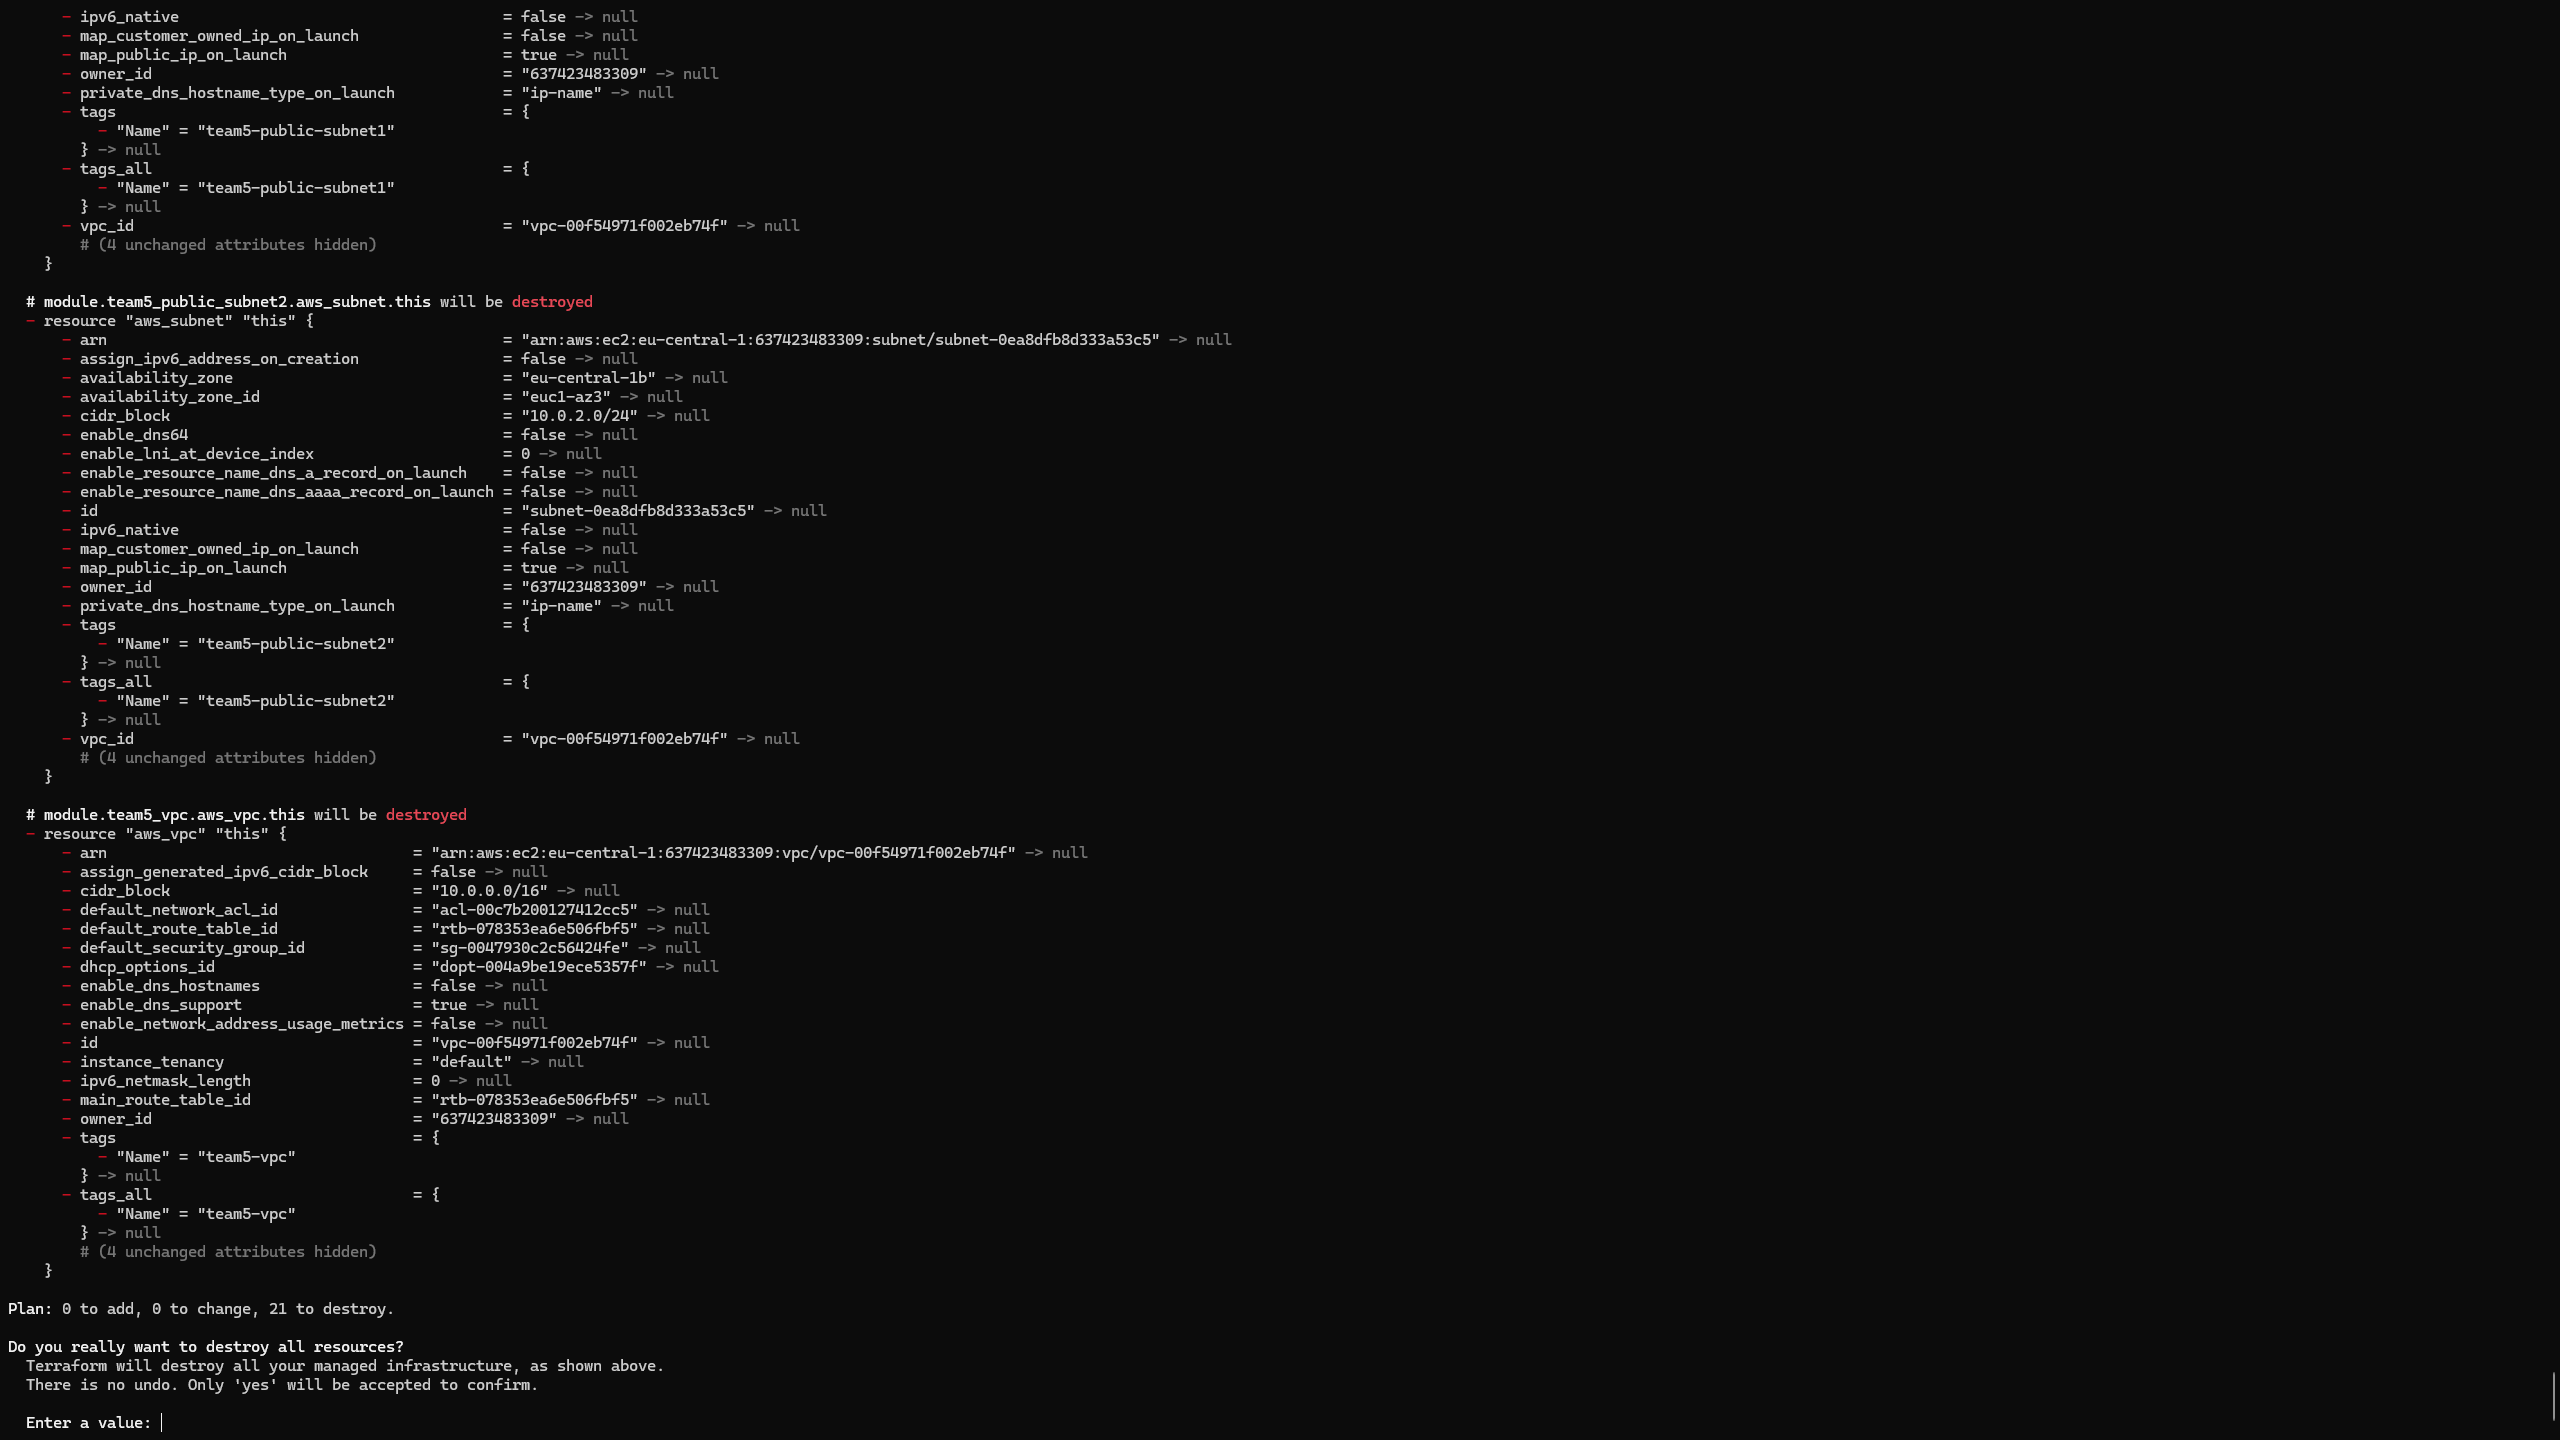 - ipv6_native = false -> null
- map_customer_owned_ip_on_launch = false -> null
- map_public_ip_on_launch = true -> null
- owner_id = "637423483309" -> null
- private_dns_hostname_type_on_launch = "ip-name" -> null
- tags = {
- "Name" = "team5-public-subnet1"
} -> null
- tags_all = {
- "Name" = "team5-public-subnet1"
} -> null
- vpc_id = "vpc-00f54971f002eb74f" -> null
# (4 unchanged attributes hidden)
}
# module.team5_public_subnet2.aws_subnet.this will be destroyed
- resource "aws_subnet" "this" {
- arn = "arn:aws:ec2:eu-central-1:637423483309:subnet/subnet-0ea8dfb8d333a53c5" -> null
- assign_ipv6_address_on_creation = false -> null
- availability_zone = "eu-central-1b" -> null
- availability_zone_id = "euc1-az3" -> null
- cidr_block = "10.0.2.0/24" -> null
- enable_dns64 = false -> null
- enable_lni_at_device_index = 0 -> null
- enable_resource_name_dns_a_record_on_launch = false -> null
- enable_resource_name_dns_aaaa_record_on_launch = false -> null
- id = "subnet-0ea8dfb8d333a53c5" -> null
- ipv6_native = false -> null
- map_customer_owned_ip_on_launch = false -> null
- map_public_ip_on_launch = true -> null
- owner_id = "637423483309" -> null
- private_dns_hostname_type_on_launch = "ip-name" -> null
- tags = {
- "Name" = "team5-public-subnet2"
} -> null
- tags_all = {
- "Name" = "team5-public-subnet2"
} -> null
- vpc_id = "vpc-00f54971f002eb74f" -> null
# (4 unchanged attributes hidden)
}
# module.team5_vpc.aws_vpc.this will be destroyed
- resource "aws_vpc" "this" {
- arn = "arn:aws:ec2:eu-central-1:637423483309:vpc/vpc-00f54971f002eb74f" -> null
- assign_generated_ipv6_cidr_block = false -> null
- cidr_block = "10.0.0.0/16" -> null
- default_network_acl_id = "acl-00c7b200127412cc5" -> null
- default_route_table_id = "rtb-078353ea6e506fbf5" -> null
- default_security_group_id = "sg-0047930c2c56424fe" -> null
- dhcp_options_id = "dopt-004a9be19ece5357f" -> null
- enable_dns_hostnames = false -> null
- enable_dns_support = true -> null
- enable_network_address_usage_metrics = false -> null
- id = "vpc-00f54971f002eb74f" -> null
- instance_tenancy = "default" -> null
- ipv6_netmask_length = 0 -> null
- main_route_table_id = "rtb-078353ea6e506fbf5" -> null
- owner_id = "637423483309" -> null
- tags = {
- "Name" = "team5-vpc"
} -> null
- tags_all = {
- "Name" = "team5-vpc"
} -> null
# (4 unchanged attributes hidden)
}
Plan: 0 to add, 0 to change, 21 to destroy.
Do you really want to destroy all resources?
Terraform will destroy all your managed infrastructure, as shown above.
There is no undo. Only 'yes' will be accepted to confirm.
Enter a value: